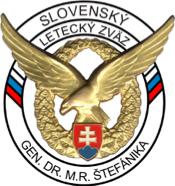 SLOVENSKÝ
LETECKÝ ZVÄZ
GEN. DR. M.R. ŠTEFÁNIKA